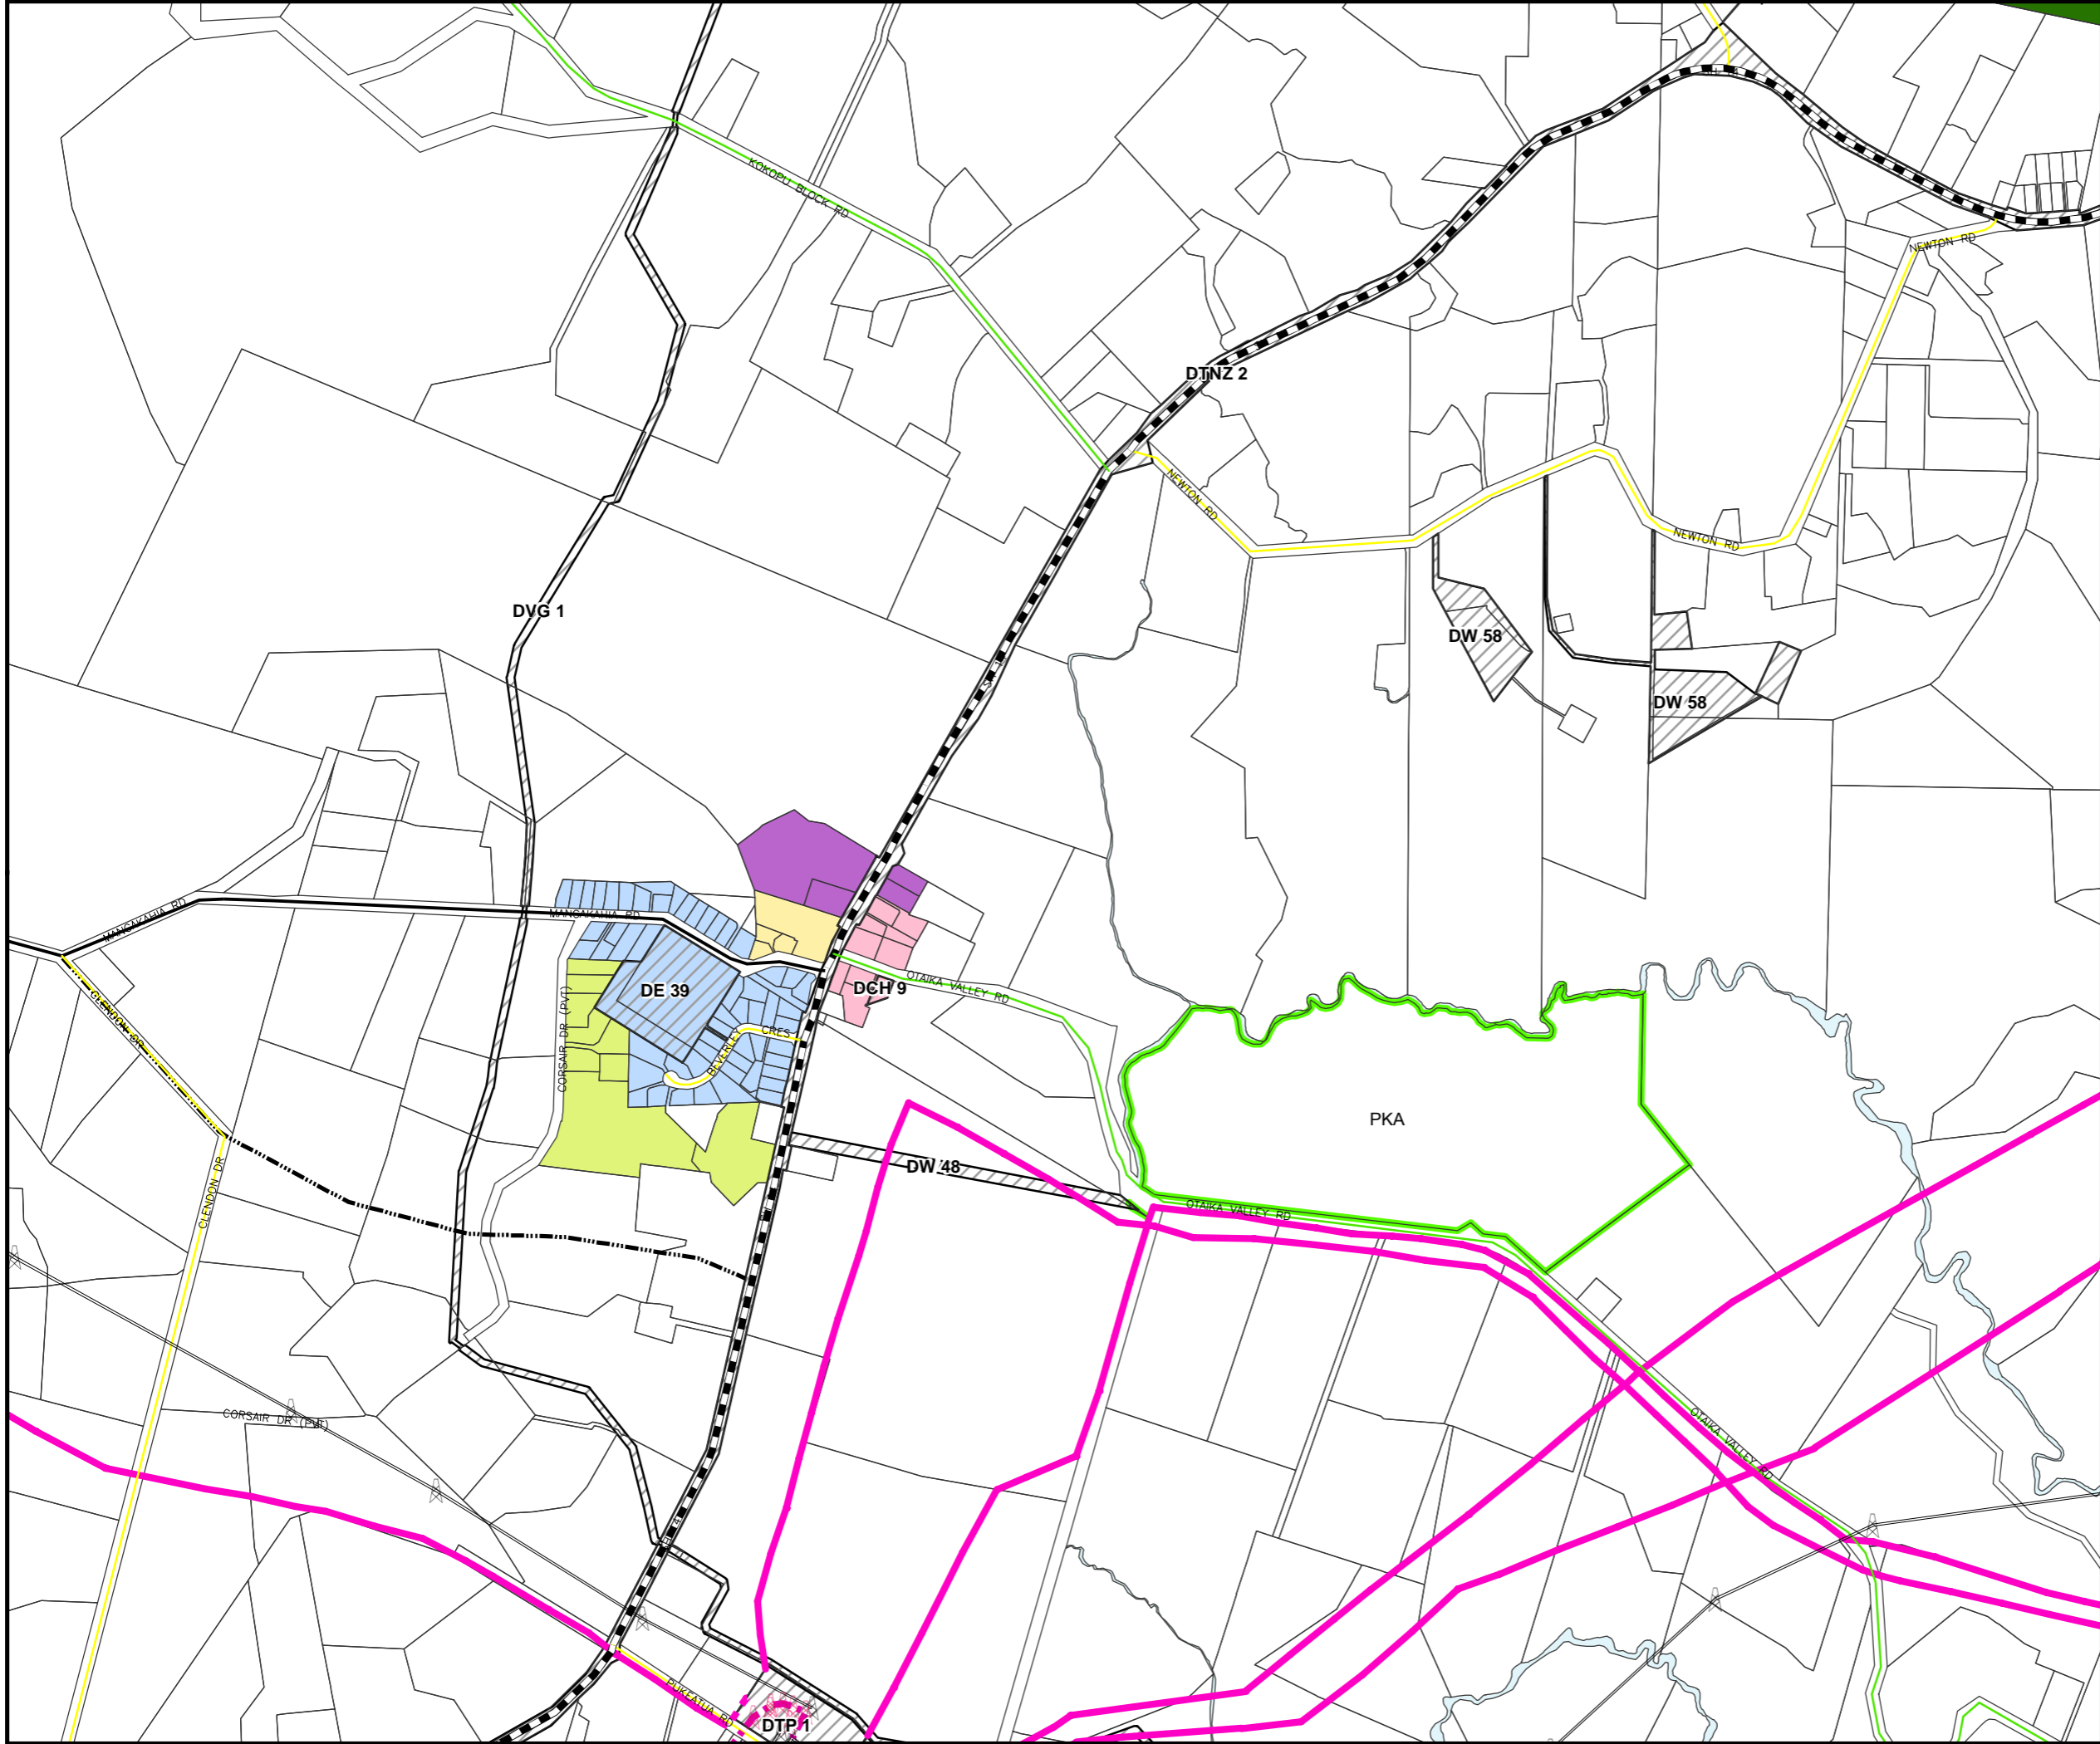 KOKOPU BLOCK RD
NEWTON RD
DTNZ 2
NEWTON RD
NEWTON RD
DVG 1
DW 58
DW 58
MANGAKAHIA RD
MANGAKAHIA RD
OTAIKA VALLEY RD
DE 39
DCH 9
CLENDON DR
CORSAIR DR (PVT)
BEVERLEY
CRES
PKA
DW 48
CLENDON DR
OTAIKA VALLEY RD
CORSAIR DR (PVT)
OTAIKA VALLEY RD
PUKEATUA RD
DTP 1